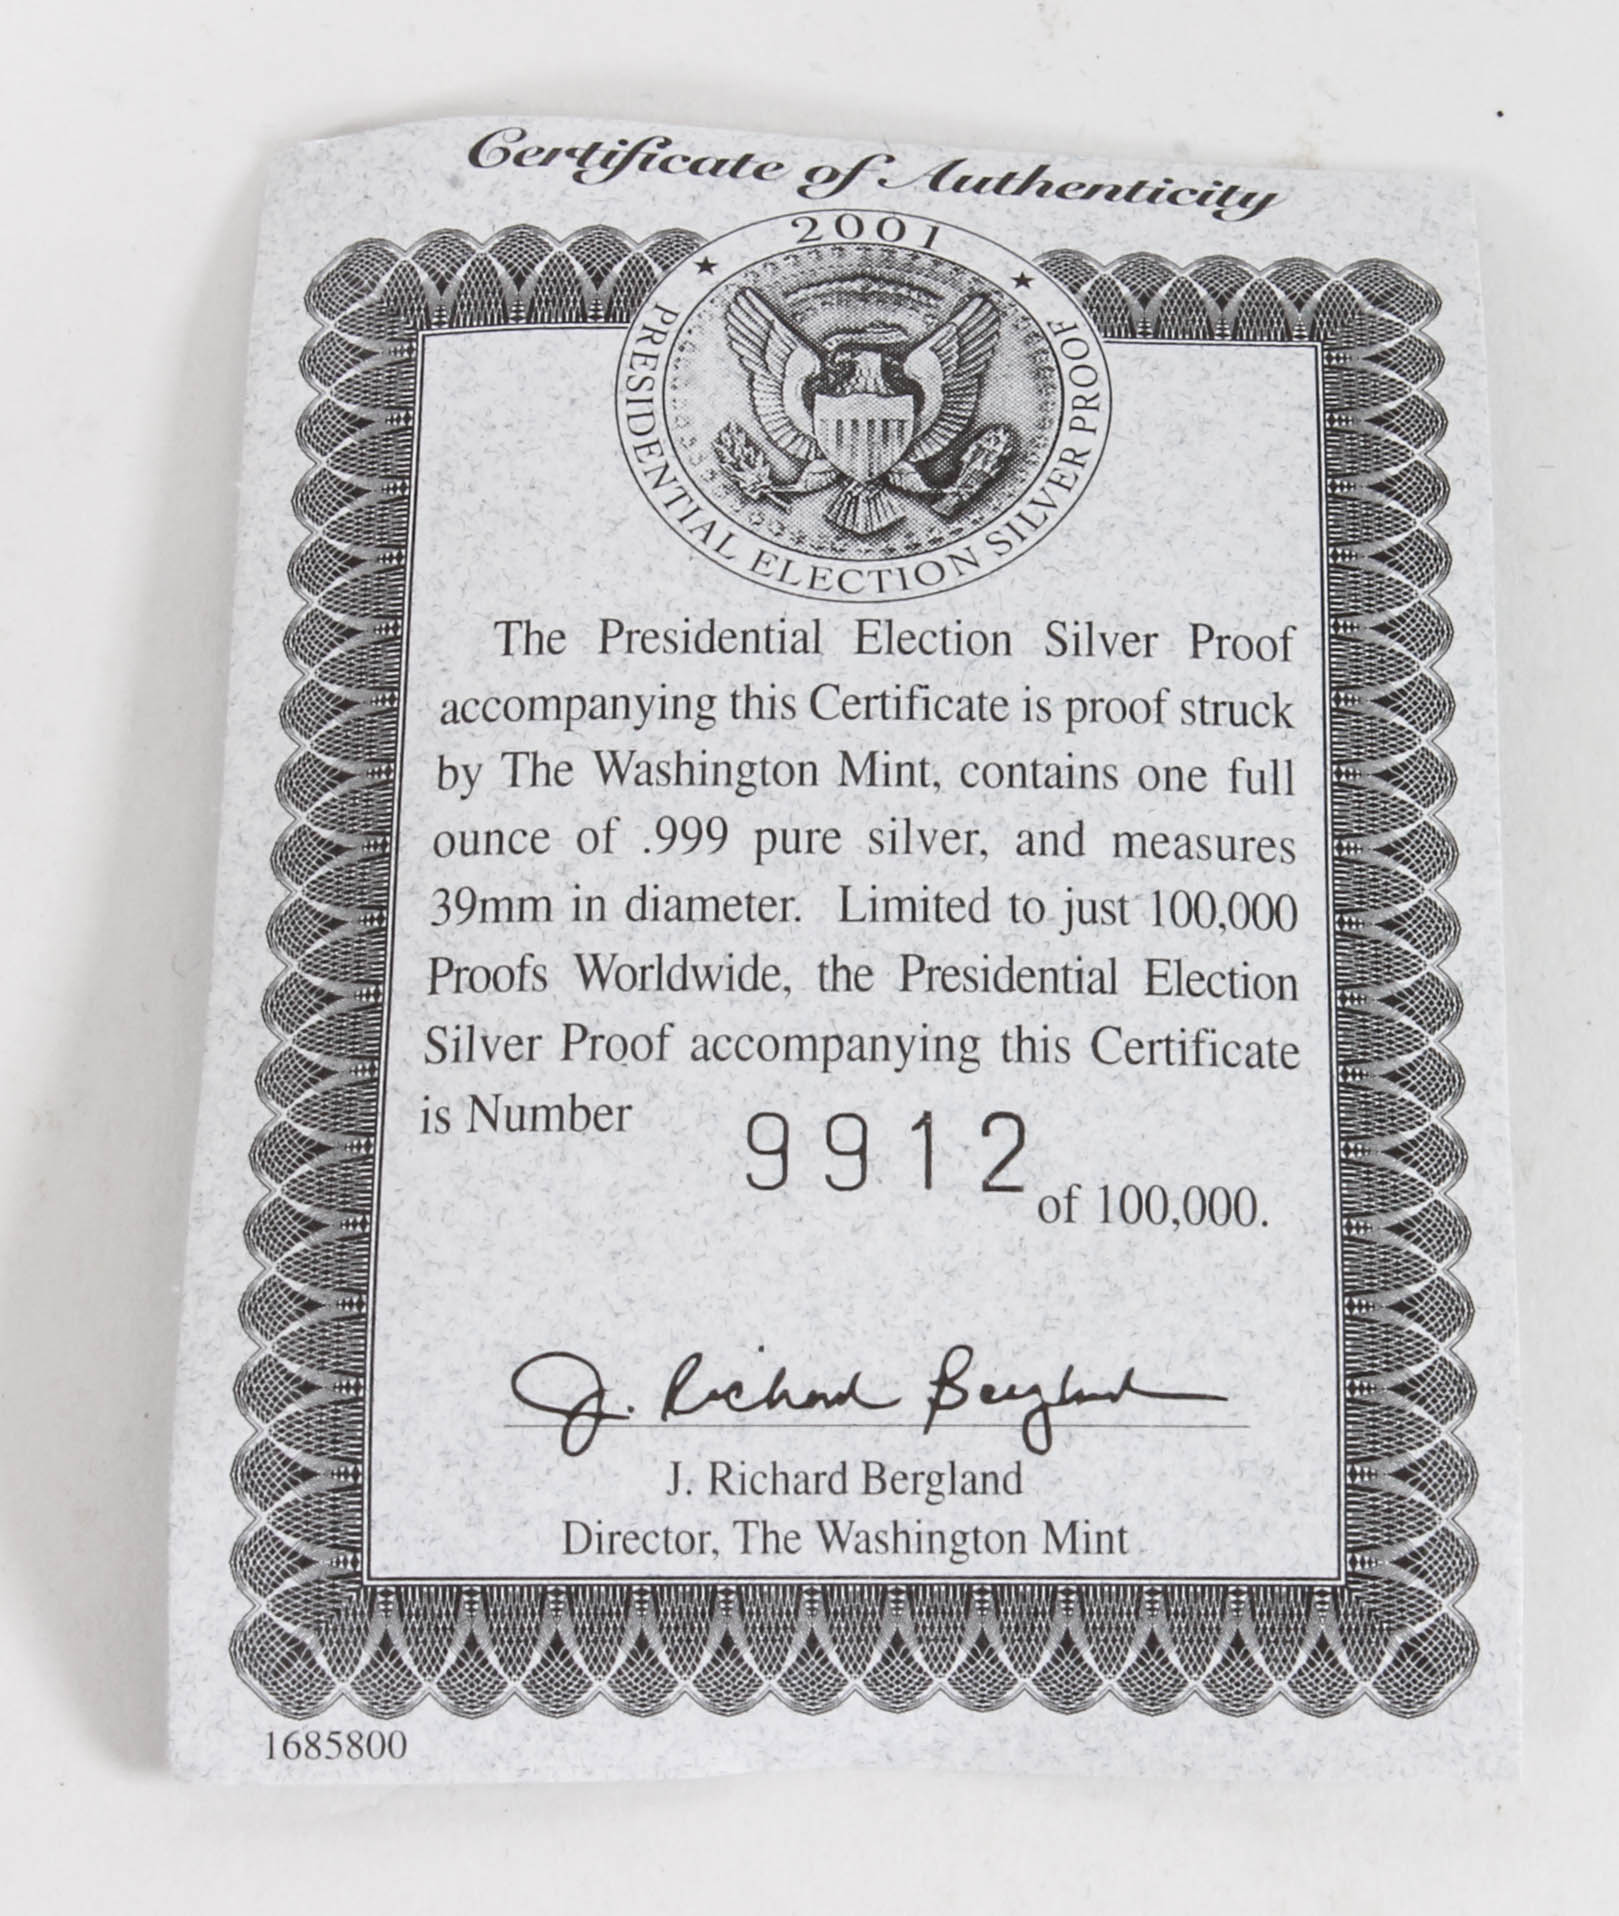 Certificate of Authenticity
2001
PRESIDENTIAL ELECTION SILVER PROOF
The Presidential Election Silver Proof
accompanying this Certificate is proof struck
by The Washington Mint, contains one full
ounce of .999 pure silver, and measures
39mm in diameter. Limited to just 100,000
Proofs Worldwide, the Presidential Election
Silver Proof accompanying this Certificate
is Number
9912
of 100,000.
J. Richard Bergland
J. Richard Bergland
Director, The Washington Mint
1685800